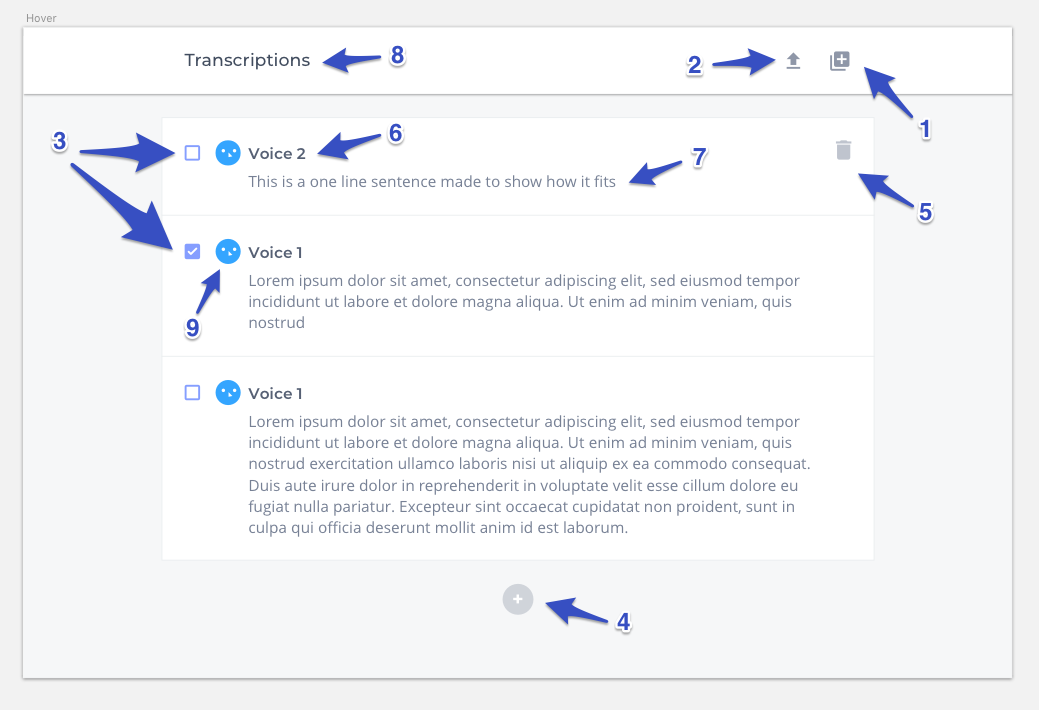 Hover
Transcriptions
8
2
1
3
Voice 2
6
This is a one line sentence made to show how it fits
7
5
Voice 1
Lorem ipsum dolor sit amet, consectetur adipiscing elit, sed eiusmod tempor
incididunt ut labore et dolore magna aliqua. Ut enim ad minim veniam, quis
nostrud
9
Voice 1
Lorem ipsum dolor sit amet, consectetur adipiscing elit, sed eiusmod tempor
incididunt ut labore et dolore magna aliqua. Ut enim ad minim veniam, quis
nostrud exercitation ullamco laboris nisi ut aliquip ex ea commodo consequat.
Duis aute irure dolor in reprehenderit in voluptate velit esse cillum dolore eu
fugiat nulla pariatur. Excepteur sint occaecat cupidatat non proident, sunt in
culpa qui officia deserunt mollit anim id est laborum.
4